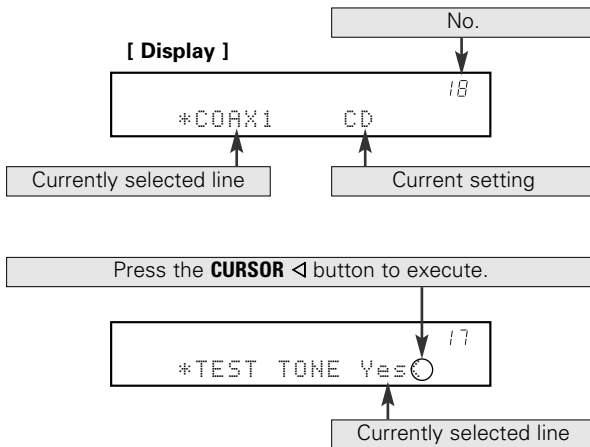 No.
[ Display ]
18
*COAX1 CD
Currently selected line
Current setting
Press the CURSOR ◁ button to execute.
17
*TEST TONE Yes
Currently selected line